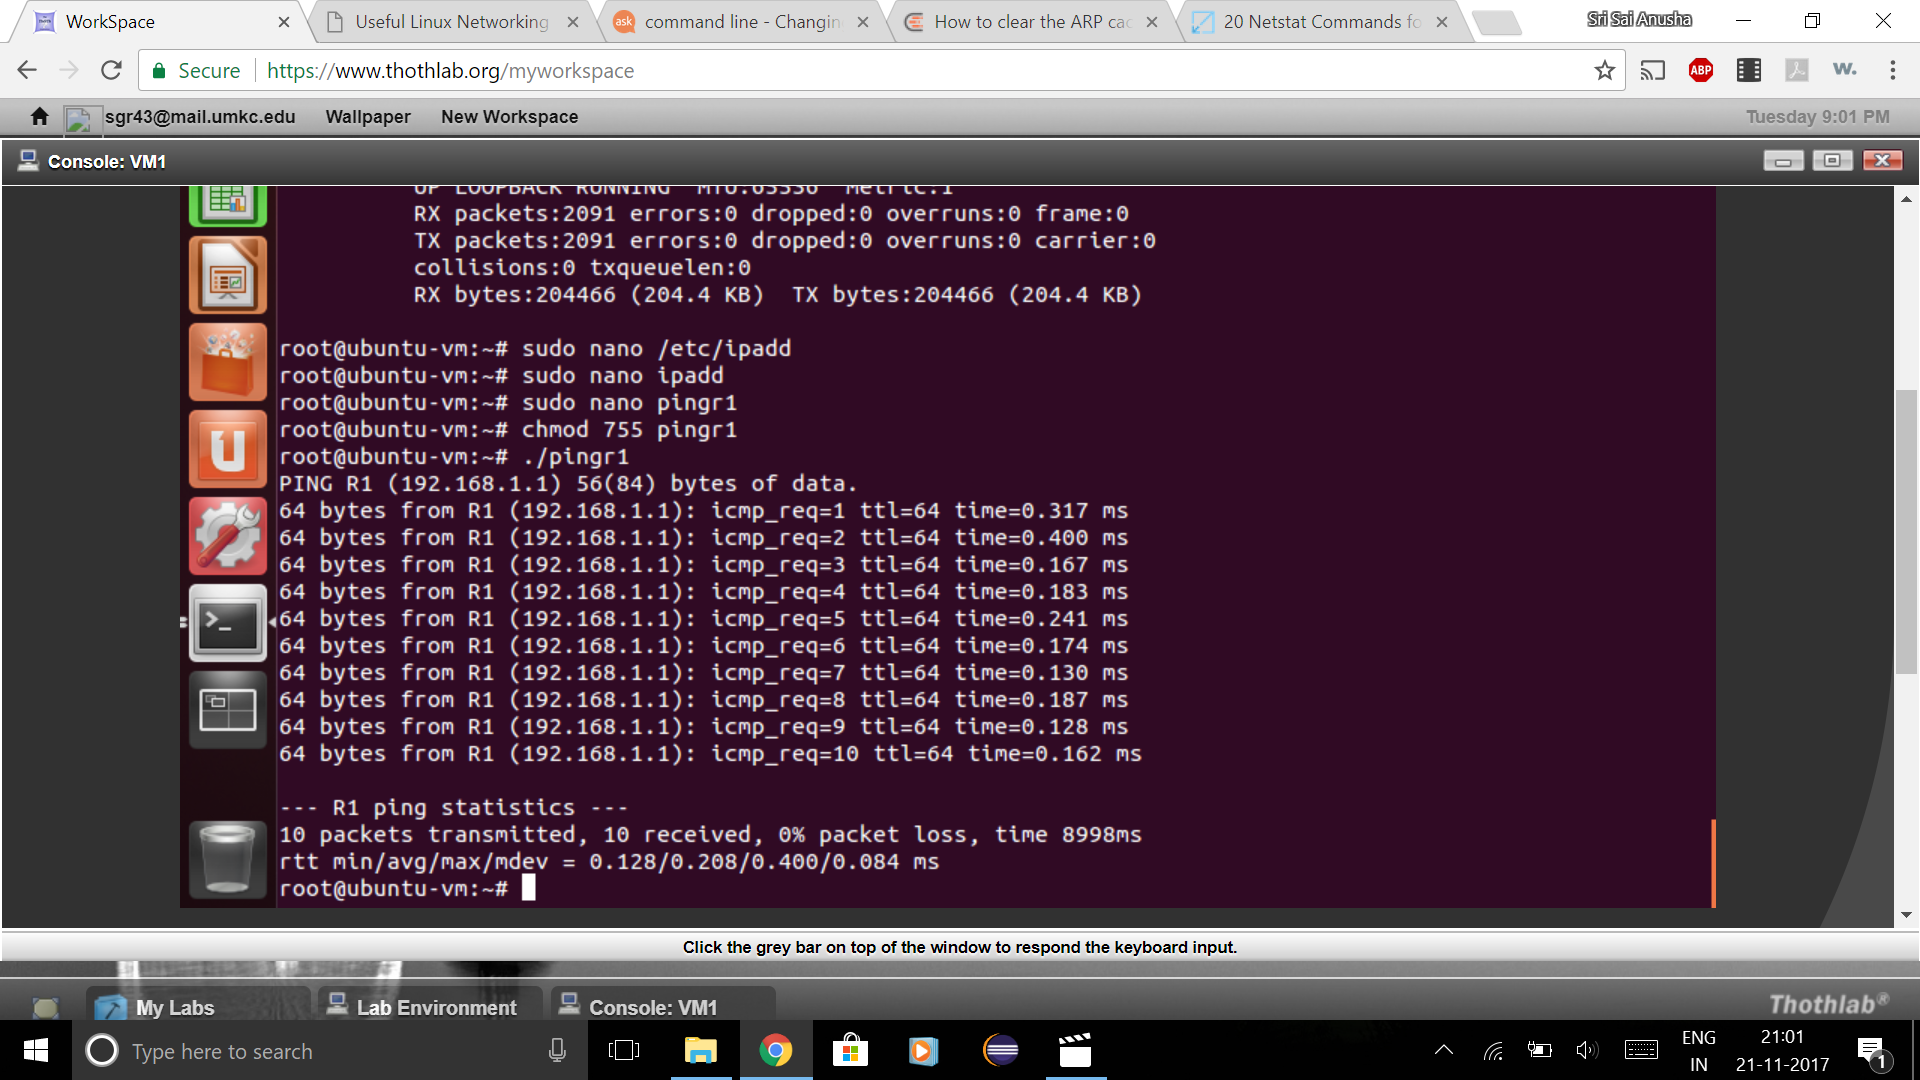 WorkSpace
Useful Linux Networking
command line - Changin
How to clear the ARP cac
20 Netstat Commands fo
Sri Sai Anusha
Secure
https://www.thothlab.org/myworkspace
ABP
w.
sgr43@mail.umkc.edu
Wallpaper
New Workspace
Tuesday 9:01 PM
Console: VM1
UP LOOPBACK RUNNING MTU:65536 Metric:1
RX packets:2091 errors:0 dropped:0 overruns:0 frame:0
TX packets:2091 errors:0 dropped:0 overruns:0 carrier:0
collisions:0 txqueuelen:0
RX bytes:204466 (204.4 KB)  TX bytes:204466 (204.4 KB)
root@ubuntu-vm:~# sudo nano /etc/ipadd
root@ubuntu-vm:~# sudo nano ipadd
root@ubuntu-vm:~# sudo nano pingr1
root@ubuntu-vm:~# chmod 755 pingr1
root@ubuntu-vm:~# ./pingr1
PING R1 (192.168.1.1) 56(84) bytes of data.
64 bytes from R1 (192.168.1.1): icmp_req=1 ttl=64 time=0.317 ms
64 bytes from R1 (192.168.1.1): icmp_req=2 ttl=64 time=0.400 ms
64 bytes from R1 (192.168.1.1): icmp_req=3 ttl=64 time=0.167 ms
64 bytes from R1 (192.168.1.1): icmp_req=4 ttl=64 time=0.183 ms
64 bytes from R1 (192.168.1.1): icmp_req=5 ttl=64 time=0.241 ms
64 bytes from R1 (192.168.1.1): icmp_req=6 ttl=64 time=0.174 ms
64 bytes from R1 (192.168.1.1): icmp_req=7 ttl=64 time=0.130 ms
64 bytes from R1 (192.168.1.1): icmp_req=8 ttl=64 time=0.187 ms
64 bytes from R1 (192.168.1.1): icmp_req=9 ttl=64 time=0.128 ms
64 bytes from R1 (192.168.1.1): icmp_req=10 ttl=64 time=0.162 ms
--- R1 ping statistics ---
10 packets transmitted, 10 received, 0% packet loss, time 8998ms
rtt min/avg/max/mdev = 0.128/0.208/0.400/0.084 ms
root@ubuntu-vm:~#
Click the grey bar on top of the window to respond the keyboard input.
My Labs
Lab Environment
Console: VM1
Thothlab®
Type here to search
ENG
IN
21:01
21-11-2017
1